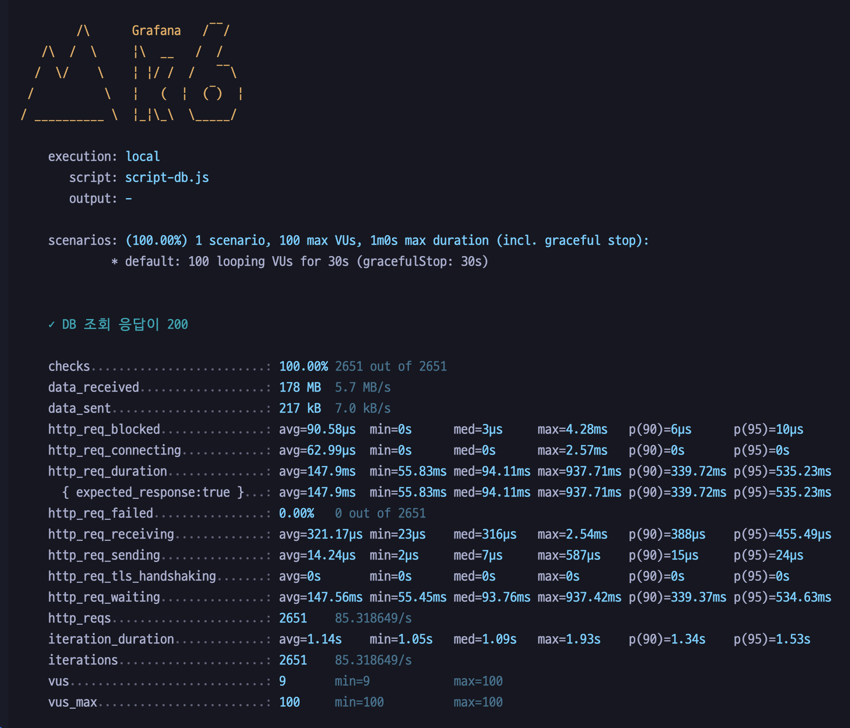 Grafana
execution: local
script: script-db.js
output: -
scenarios: (100.00%) 1 scenario, 100 max VUs, 1m0s max duration (incl. graceful stop):
* default: 100 looping VUs for 30s (gracefulStop: 30s)
✓ DB 조회 응답이 200
checks.........................: 100.00% 2651 out of 2651
data_received..................: 178 MB 5.7 MB/s
data_sent......................: 217 kB 7.0 kB/s
http_req_blocked...............: avg=90.58µs min=0s med=3µs max=4.28ms p(90)=6µs p(95)=10µs
http_req_connecting............: avg=62.99µs min=0s med=0s max=2.57ms p(90)=0s p(95)=0s
http_req_duration..............: avg=147.9ms min=55.83ms med=94.11ms max=937.71ms p(90)=339.72ms p(95)=535.23ms
{ expected_response:true }...: avg=147.9ms min=55.83ms med=94.11ms max=937.71ms p(90)=339.72ms p(95)=535.23ms
http_req_failed................: 0.00% 0 out of 2651
http_req_receiving.............: avg=321.17µs min=23µs med=316µs max=2.54ms p(90)=388µs p(95)=455.49µs
http_req_sending...............: avg=14.24µs min=2µs med=7µs max=587µs p(90)=15µs p(95)=24µs
http_req_tls_handshaking.......: avg=0s min=0s med=0s max=0s p(90)=0s p(95)=0s
http_req_waiting...............: avg=147.56ms min=55.45ms med=93.76ms max=937.42ms p(90)=339.37ms p(95)=534.63ms
http_reqs......................: 2651 85.318649/s
iteration_duration.............: avg=1.14s min=1.05s med=1.09s max=1.93s p(90)=1.34s p(95)=1.53s
iterations.....................: 2651 85.318649/s
vus............................: 9 min=9 max=100
vus_max........................: 100 min=100 max=100